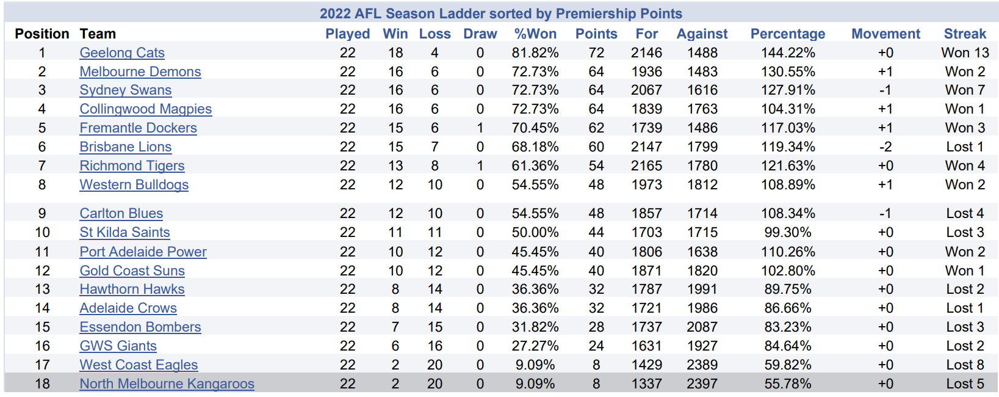 2022 AFL Season Ladder sorted by Premiership Points
Position Team Played Win Loss Draw %Won Points For Against Percentage Movement Streak
1 Geelong Cats 22 18 4 0 81.82% 72 2146 1488 144.22% +0 Won 13
2 Melbourne Demons 22 16 6 0 72.73% 64 1936 1483 130.55% +1 Won 2
3 Sydney Swans 22 16 6 0 72.73% 64 2067 1616 127.91% -1 Won 7
4 Collingwood Magpies 22 16 6 0 72.73% 64 1839 1763 104.31% +1 Won 1
5 Fremantle Dockers 22 15 6 1 70.45% 62 1739 1486 117.03% +1 Won 3
6 Brisbane Lions 22 15 7 0 68.18% 60 2147 1799 119.34% -2 Lost 1
7 Richmond Tigers 22 13 8 1 61.36% 54 2165 1780 121.63% +0 Won 4
8 Western Bulldogs 22 12 10 0 54.55% 48 1973 1812 108.89% +1 Won 2
9 Carlton Blues 22 12 10 0 54.55% 48 1857 1714 108.34% -1 Lost 4
10 St Kilda Saints 22 11 11 0 50.00% 44 1703 1715 99.30% +0 Lost 3
11 Port Adelaide Power 22 10 12 0 45.45% 40 1806 1638 110.26% +0 Won 2
12 Gold Coast Suns 22 10 12 0 45.45% 40 1871 1820 102.80% +0 Won 1
13 Hawthorn Hawks 22 8 14 0 36.36% 32 1787 1991 89.75% +0 Lost 2
14 Adelaide Crows 22 8 14 0 36.36% 32 1721 1986 86.66% +0 Lost 1
15 Essendon Bombers 22 7 15 0 31.82% 28 1737 2087 83.23% +0 Lost 3
16 GWS Giants 22 6 16 0 27.27% 24 1631 1927 84.64% +0 Lost 2
17 West Coast Eagles 22 2 20 0 9.09% 8 1429 2389 59.82% +0 Lost 8
18 North Melbourne Kangaroos 22 2 20 0 9.09% 8 1337 2397 55.78% +0 Lost 5